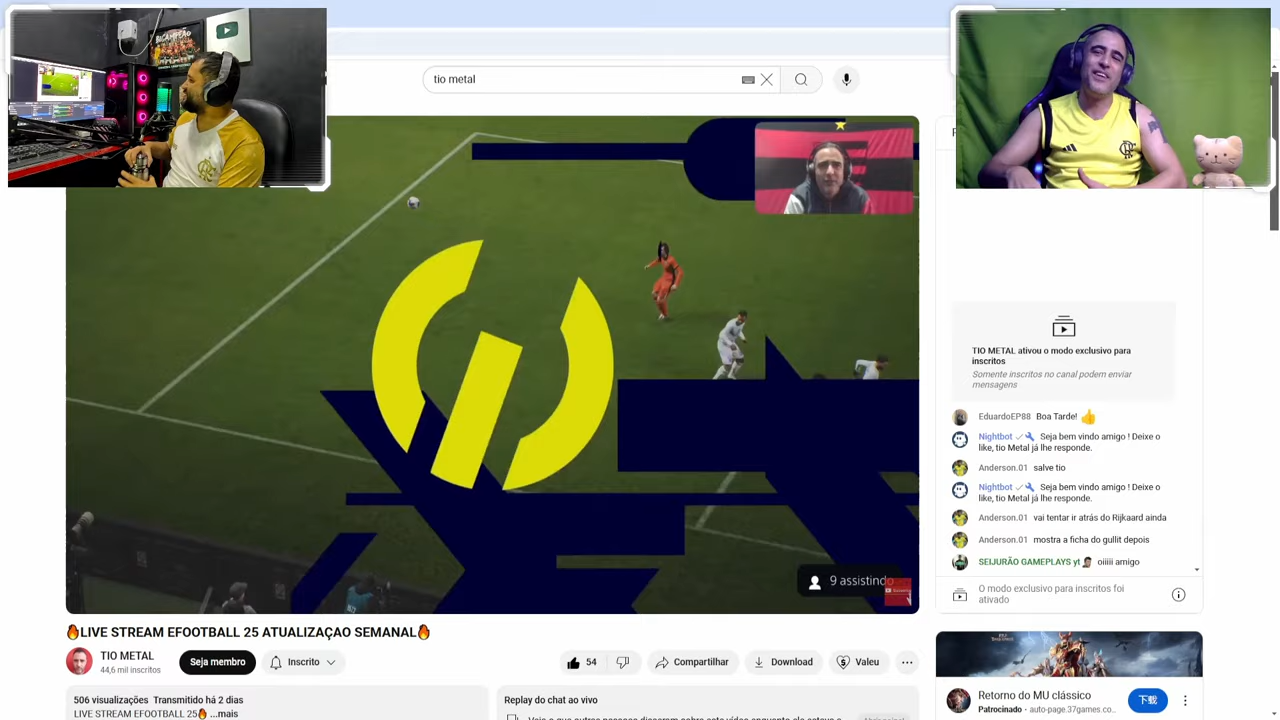 BICAMPEÃO
tio metal
9 assistindo
TIO METAL ativou o modo exclusivo para
inscritos
Somente inscritos no canal podem enviar
mensagens
EduardoEP88 Boa Tarde! 👍
Nightbot Seja bem vindo amigo ! Deixe o
like, tio Metal já lhe responde.
Anderson.01 salve tio
Nightbot Seja bem vindo amigo ! Deixe o
like, tio Metal já lhe responde.
Anderson.01 vai tentar ir atrás do Rijkaard ainda
Anderson.01 mostra a ficha do gullit depois
SEIJURÃO GAMEPLAYS yt oiiiii amigo
O modo exclusivo para inscritos foi
ativado
🔥LIVE STREAM EFOOTBALL 25 ATUALIZAÇAO SEMANAL🔥
TIO METAL
44,6 mil inscritos
Seja membro
Inscrito
54
Compartilhar
Download
Valeu
506 visualizações Transmitido há 2 dias
LIVE STREAM EFOOTBALL 25🔥 ...mais
Replay do chat ao vivo
Retorno do MU clássico
Patrocinado · auto-page.37games.co...
下载